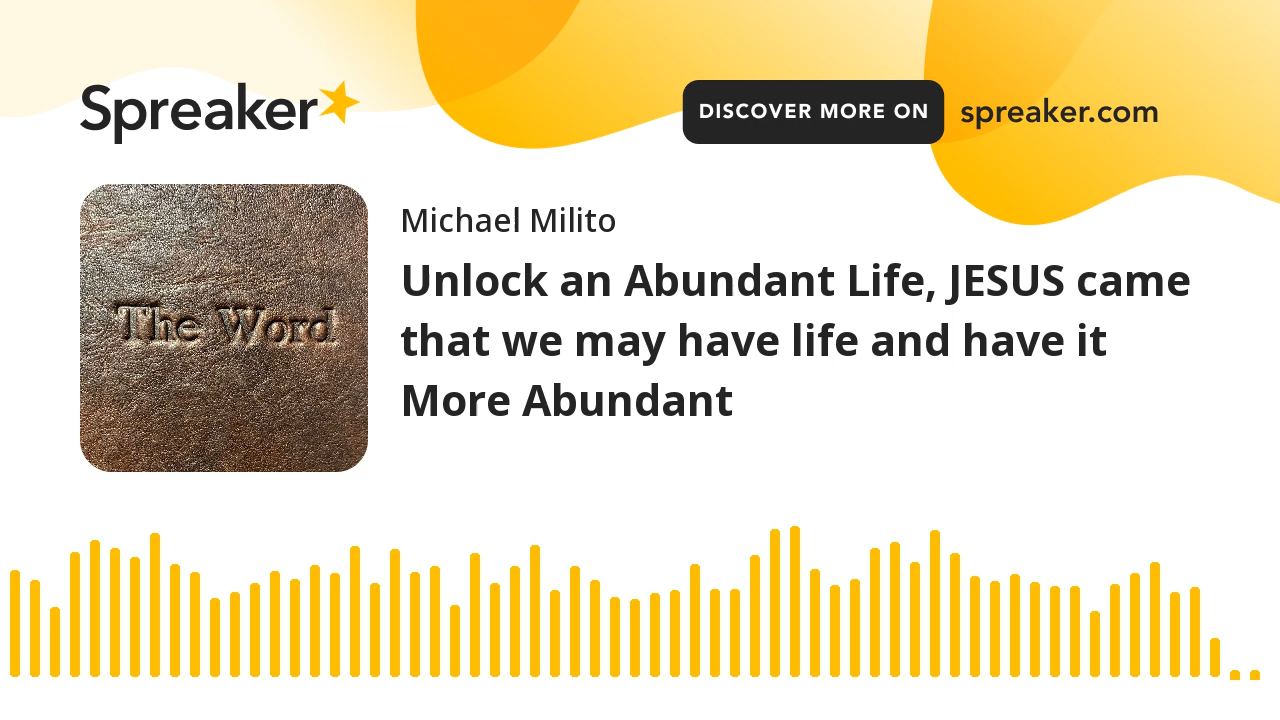 Spreaker
DISCOVER MORE ON
spreaker.com
The Word
Michael Milito
Unlock an Abundant Life, JESUS came
that we may have life and have it
More Abundant